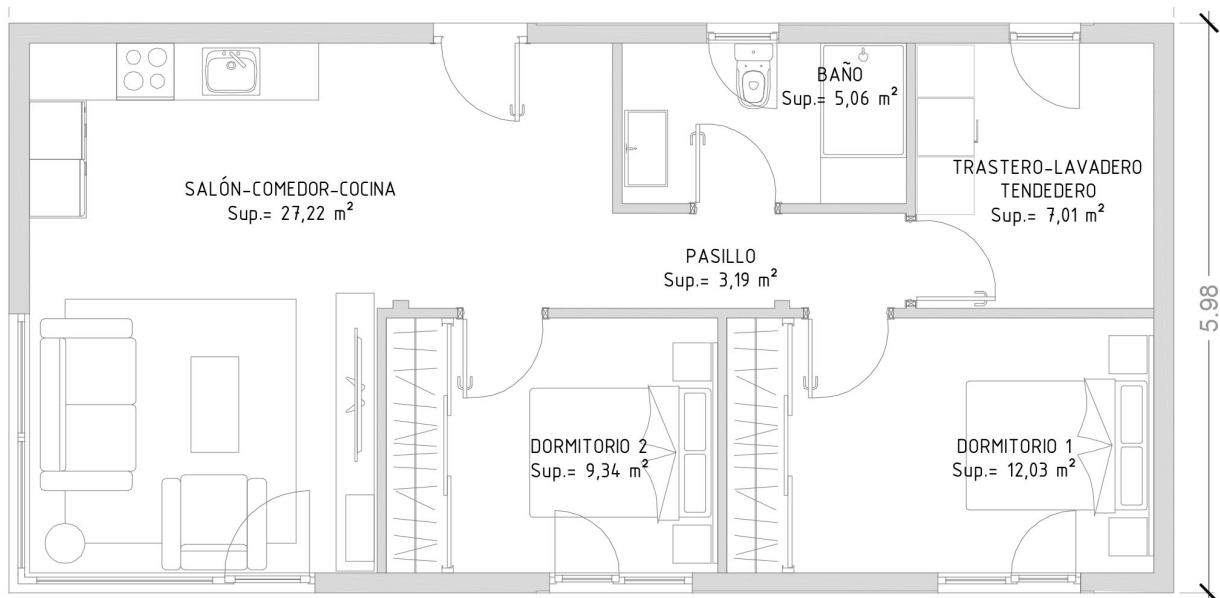 BAÑO
Sup.= 5,06 m²
TRASTERO-LAVADERO
TENDEDERO
Sup.= 7,01 m²
SALÓN-COMEDOR-COCINA
Sup.= 27,22 m²
PASILLO
Sup.= 3,19 m²
5.98
DORMITORIO 2
Sup.= 9,34 m²
DORMITORIO 1
Sup.= 12,03 m²